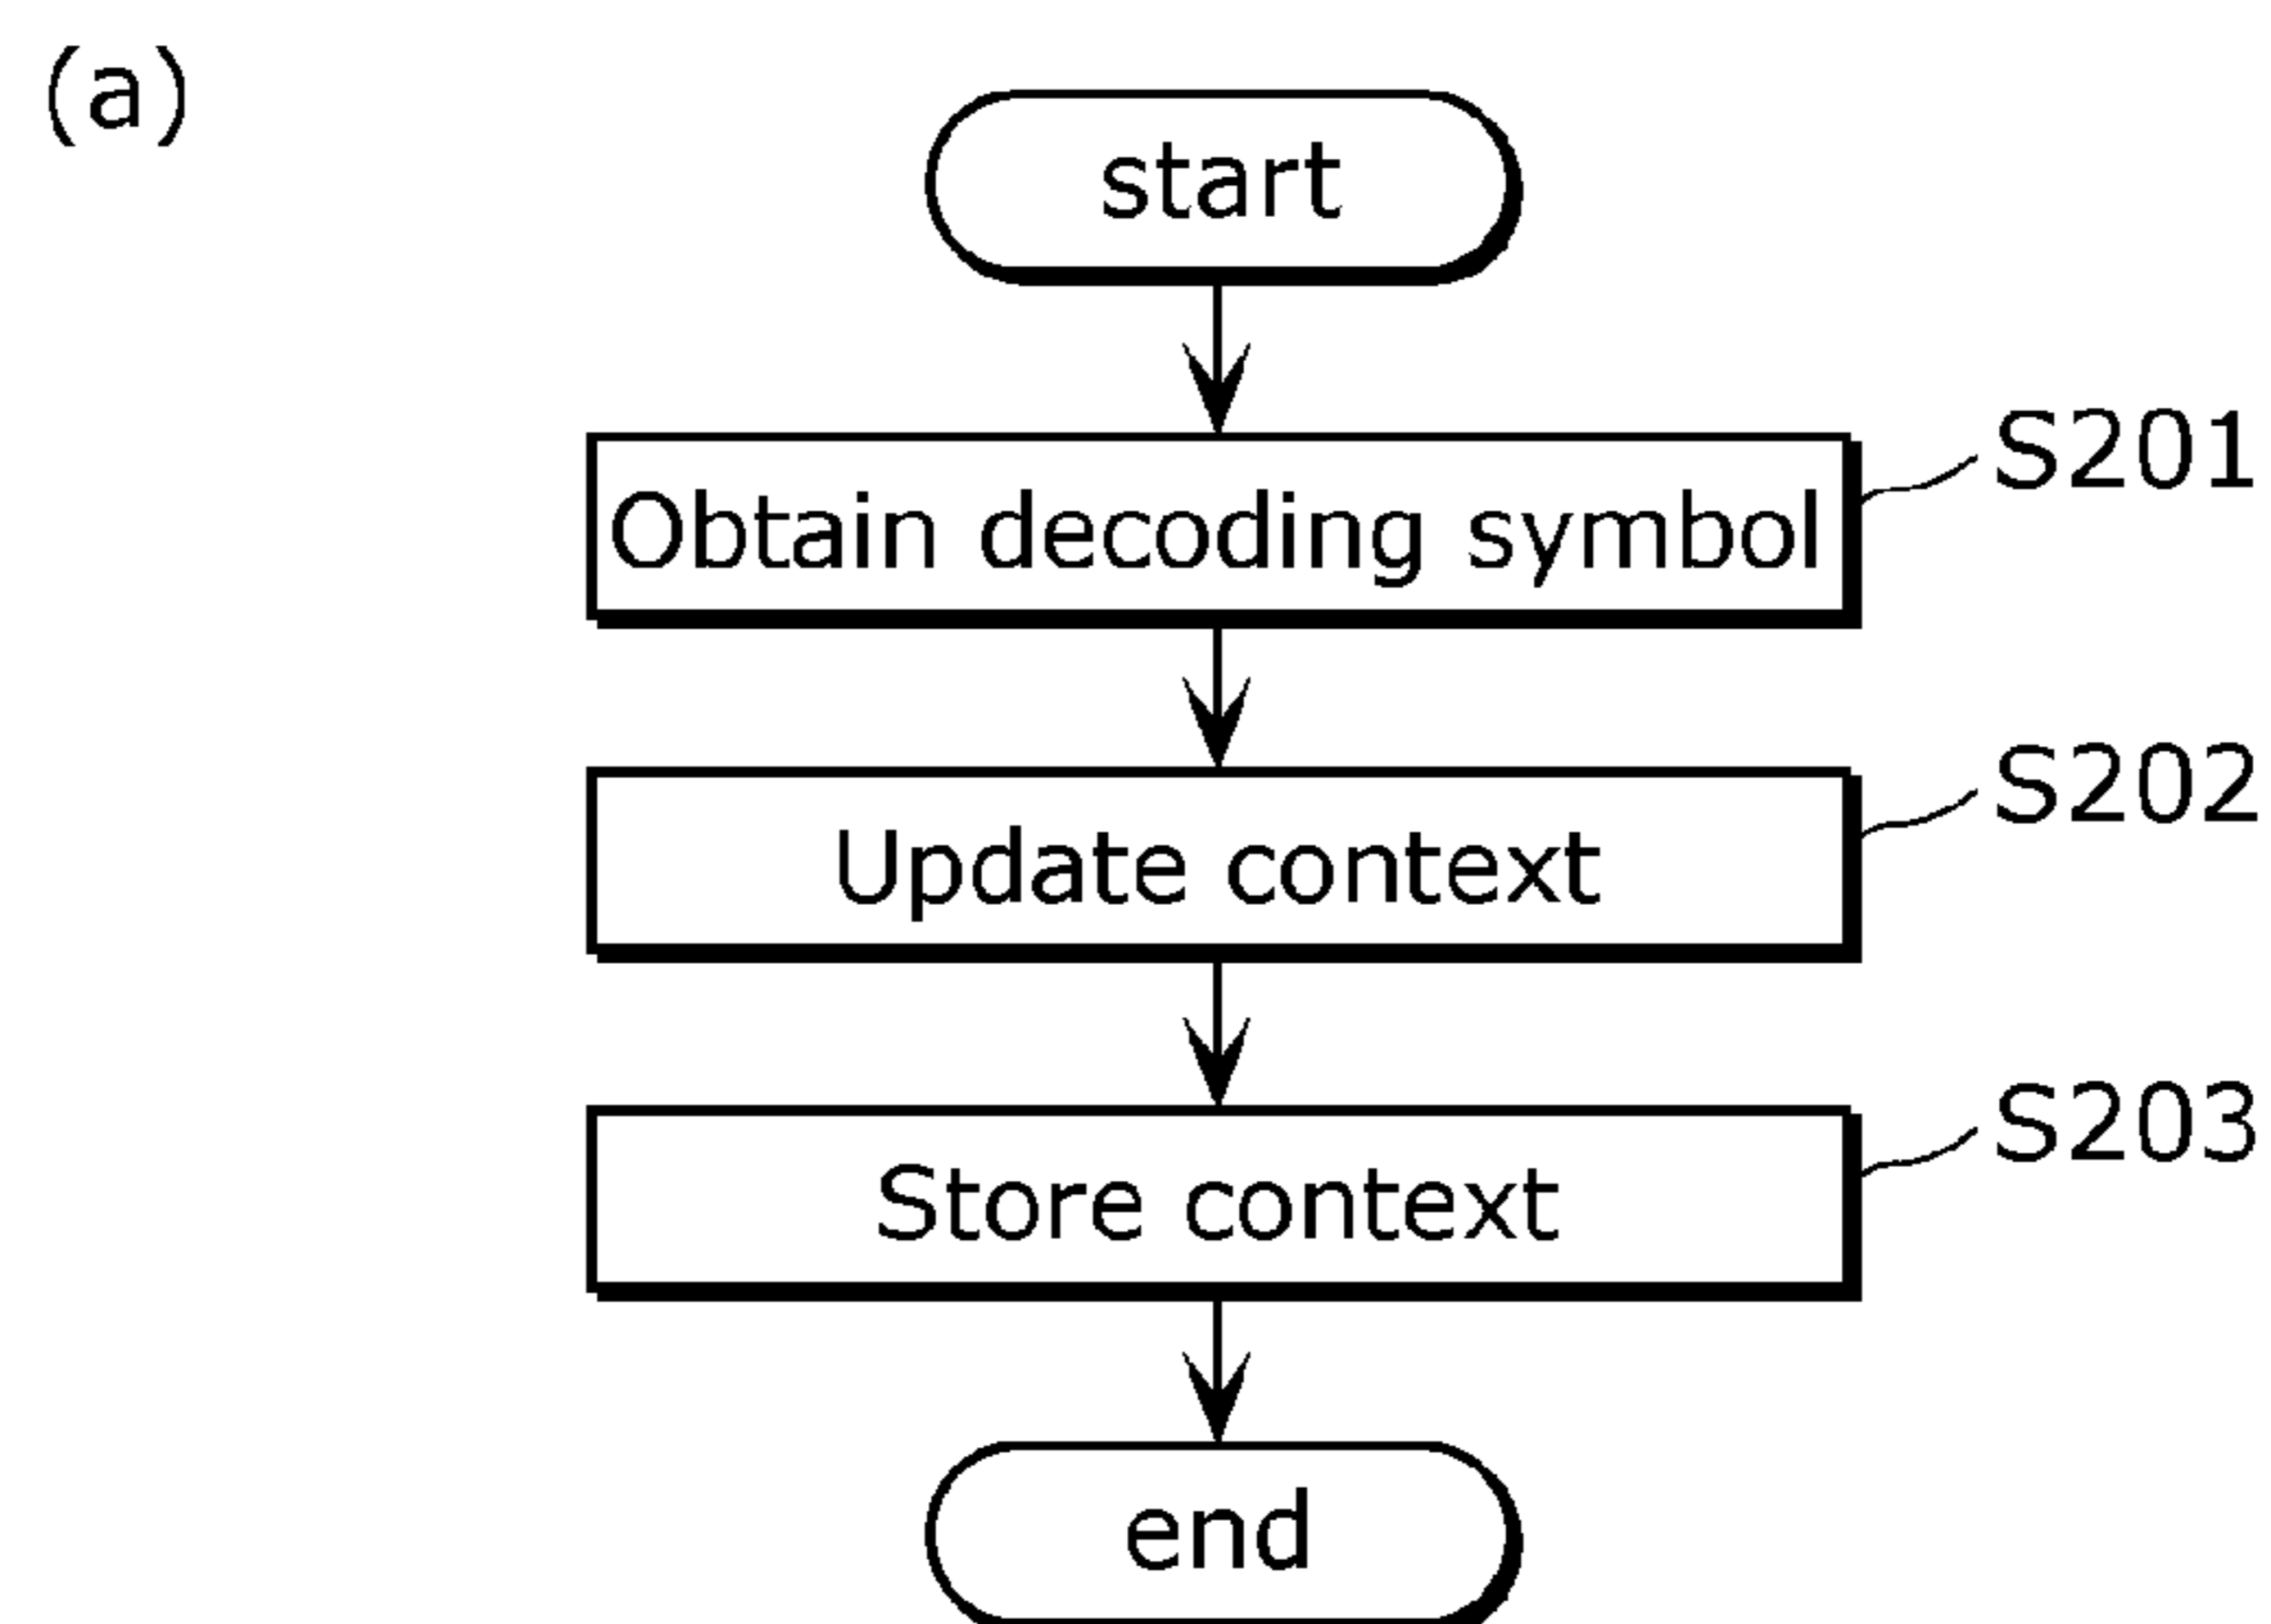 (a)
start
Obtain decoding symbol
S201
Update context
S202
Store context
S203
end